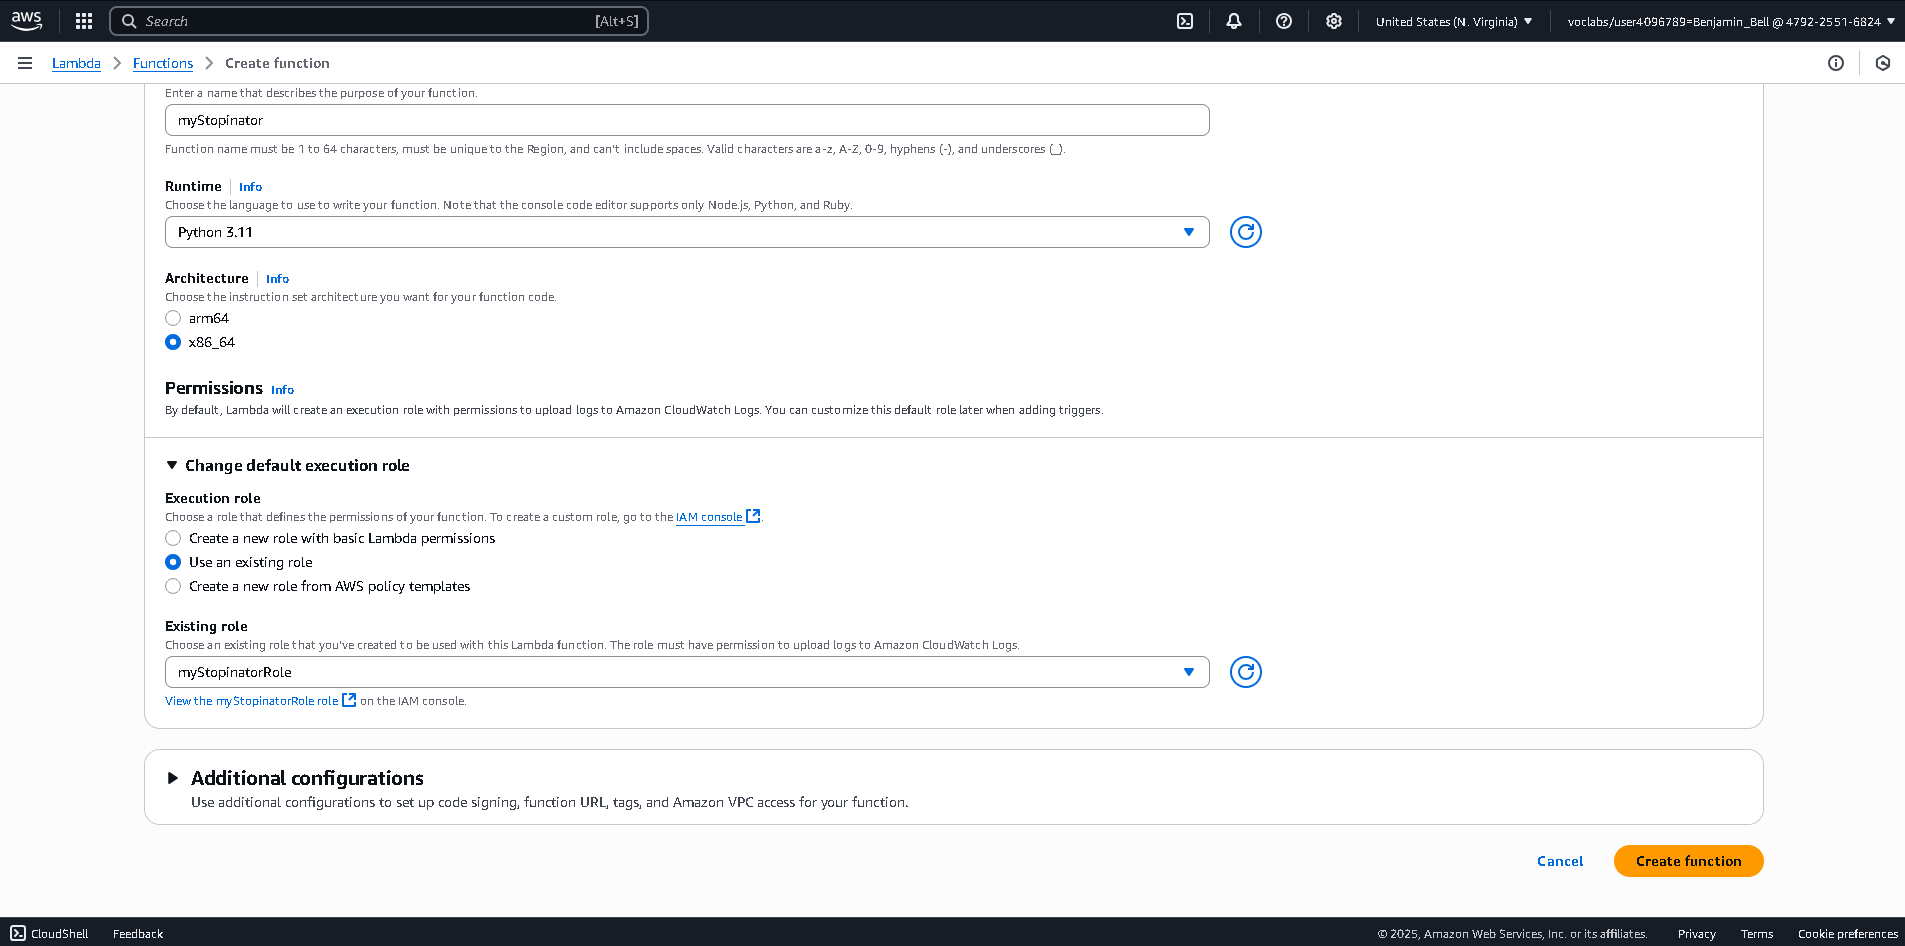 aws
Search [Alt+S]
United States (N. Virginia)
voclabs/user4096789=Benjamin_Bell @ 4792-2551-6824
Lambda
Functions
Create function
Enter a name that describes the purpose of your function.
myStopinator
Function name must be 1 to 64 characters, must be unique to the Region, and can't include spaces. Valid characters are a-z, A-Z, 0-9, hyphens (-), and underscores (_).
Runtime Info
Choose the language to use to write your function. Note that the console code editor supports only Node.js, Python, and Ruby.
Python 3.11
Architecture Info
Choose the instruction set architecture you want for your function code.
arm64
x86_64
Permissions Info
By default, Lambda will create an execution role with permissions to upload logs to Amazon CloudWatch Logs. You can customize this default role later when adding triggers.
Change default execution role
Execution role
Choose a role that defines the permissions of your function. To create a custom role, go to the IAM console.
Create a new role with basic Lambda permissions
Use an existing role
Create a new role from AWS policy templates
Existing role
Choose an existing role that you've created to be used with this Lambda function. The role must have permission to upload logs to Amazon CloudWatch Logs.
myStopinatorRole
View the myStopinatorRole role on the IAM console.
Additional configurations
Use additional configurations to set up code signing, function URL, tags, and Amazon VPC access for your function.
Cancel
Create function
CloudShell
Feedback
© 2025, Amazon Web Services, Inc. or its affiliates.
Privacy
Terms
Cookie preferences